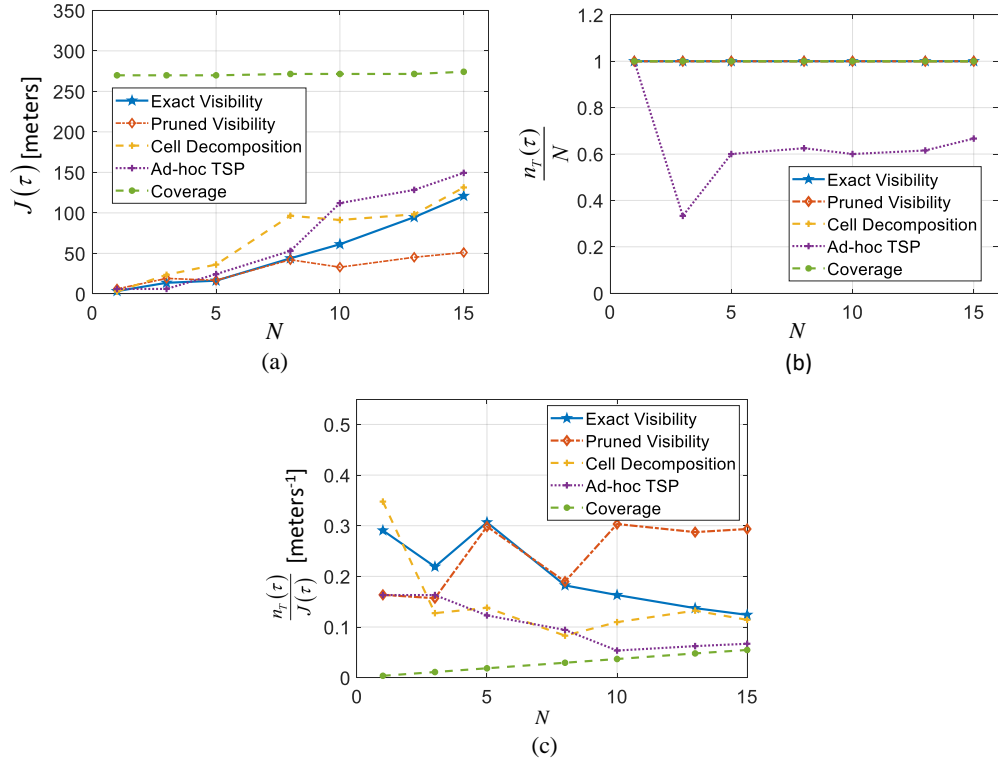 350
300
250
200
150
100
50
0
J(τ) [meters]
Exact Visibility
Pruned Visibility
Cell Decomposition
Ad-hoc TSP
Coverage
0 5 10 15
N
(a)
1.2
1
0.8
0.6
0.4
0.2
0
n_T(τ)
N
Exact Visibility
Pruned Visibility
Cell Decomposition
Ad-hoc TSP
Coverage
0 5 10 15
N
(b)
0.5
0.4
0.3
0.2
0.1
0
n_T(τ)
J(τ)
[meters⁻¹]
Exact Visibility
Pruned Visibility
Cell Decomposition
Ad-hoc TSP
Coverage
0 5 10 15
N
(c)